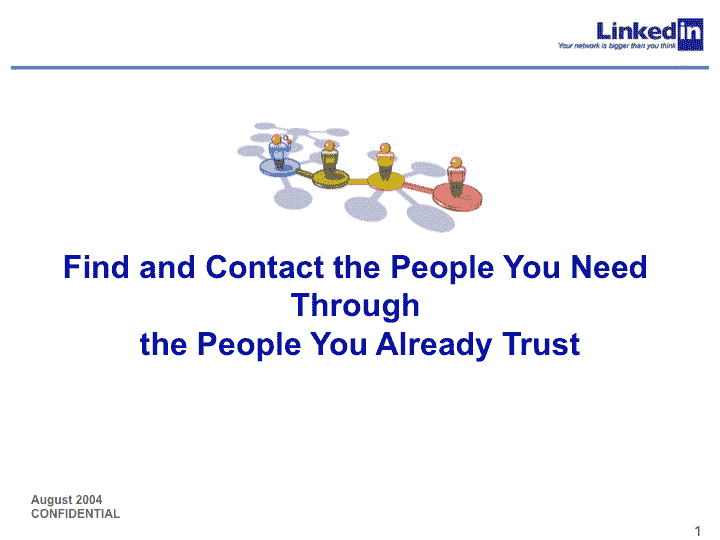 Linkedin
Your network is bigger than you think
Find and Contact the People You Need
Through
the People You Already Trust
August 2004
CONFIDENTIAL
1